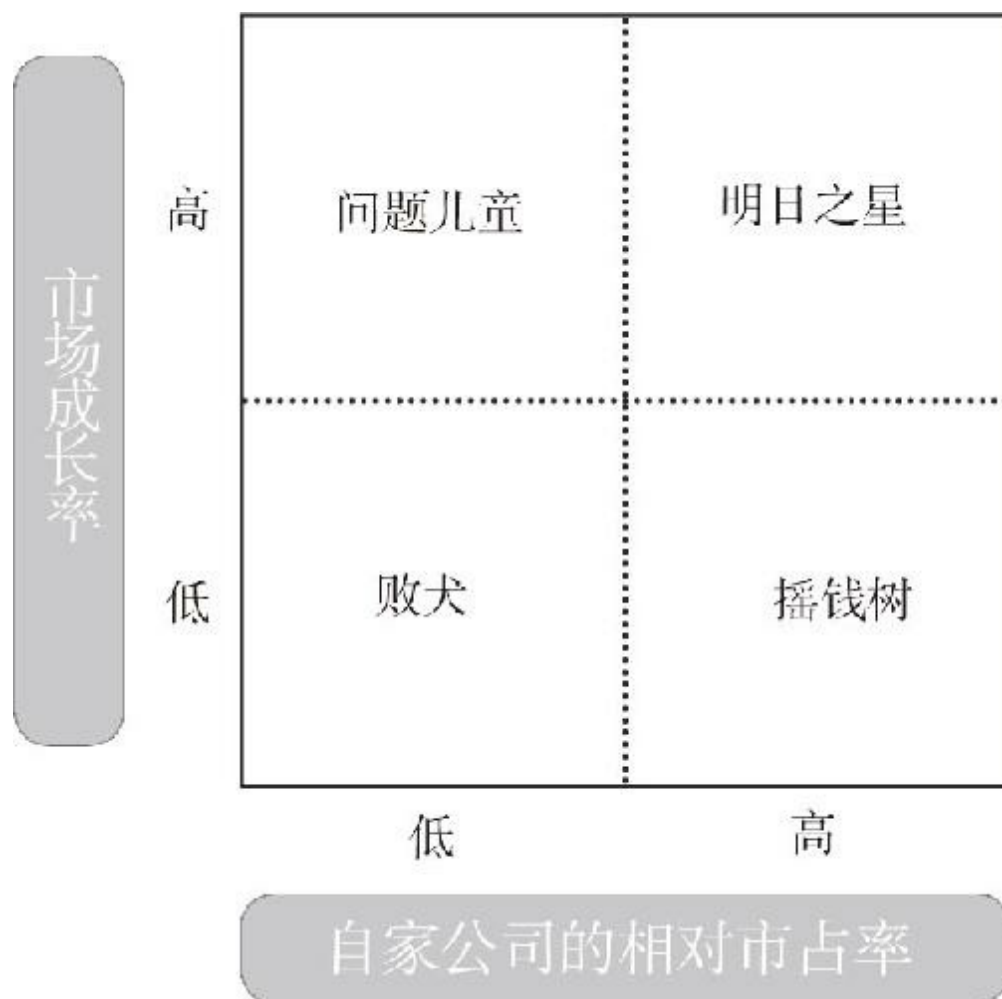 市场成长率
高
问题儿童
明日之星
低
败犬
摇钱树
低
高
自家公司的相对市占率